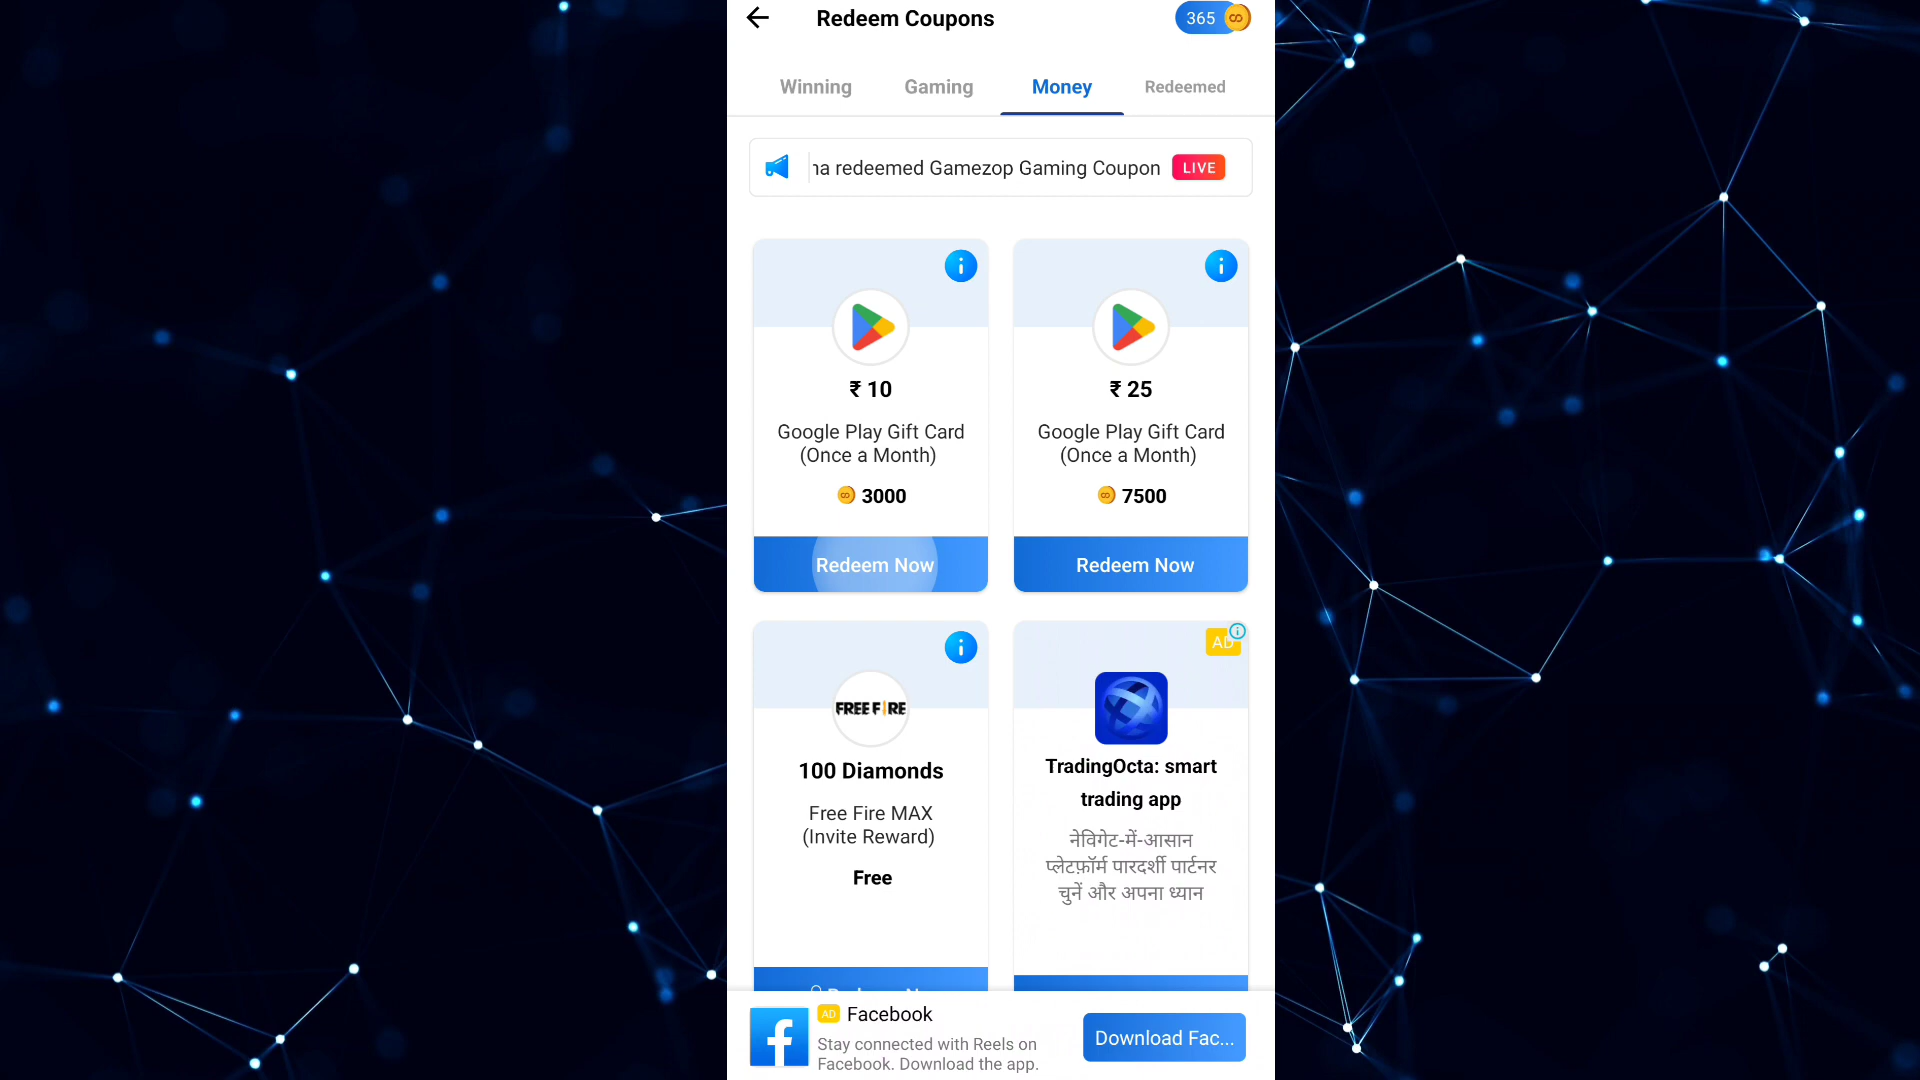 Redeem Coupons
365
Winning Gaming Money Redeemed
na redeemed Gamezop Gaming Coupon LIVE
₹ 10
Google Play Gift Card
(Once a Month)
3000
Redeem Now
₹ 25
Google Play Gift Card
(Once a Month)
7500
Redeem Now
FREE FIRE
100 Diamonds
Free Fire MAX
(Invite Reward)
Free
AD
TradingOcta: smart
trading app
नेविगेट-में-आसान
प्लेटफ़ॉर्म पारदर्शी पार्टनर
चुनें और अपना ध्यान
AD Facebook
Stay connected with Reels on
Facebook. Download the app.
Download Fac...